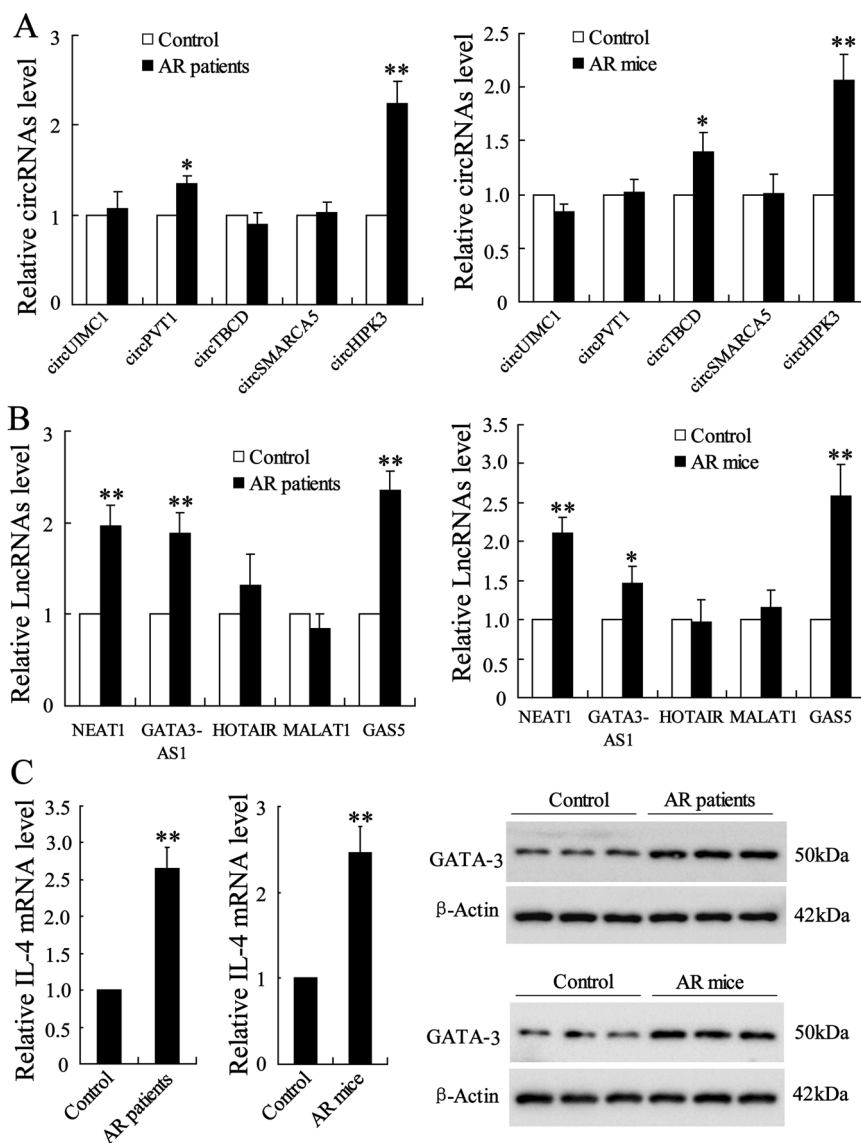 A
Relative circRNAs level
3
2
1
0
Control
AR patients
*
**
circUIMC1
circPVT1
circTBCD
circSMARCA5
circHIPK3
Relative circRNAs level
2.5
2.0
1.5
1.0
0.5
0
Control
AR mice
*
**
circUIMC1
circPVT1
circTBCD
circSMARCA5
circHIPK3
B
Relative LncRNAs level
3
2
1
0
Control
AR patients
**
**
**
NEAT1
GATA3-
AS1
HOTAIR
MALAT1
GAS5
Relative LncRNAs level
3.0
2.5
2.0
1.5
1.0
0.5
0.0
Control
AR mice
**
*
**
NEAT1
GATA3-
AS1
HOTAIR
MALAT1
GAS5
C
Relative IL-4 mRNA level
3.5
3.0
2.5
2.0
1.5
1.0
0.5
0
**
Control
AR patients
Relative IL-4 mRNA level
3
2
1
0
**
Control
AR mice
Control
AR patients
GATA-3
50kDa
β-Actin
42kDa
Control
AR mice
GATA-3
50kDa
β-Actin
42kDa